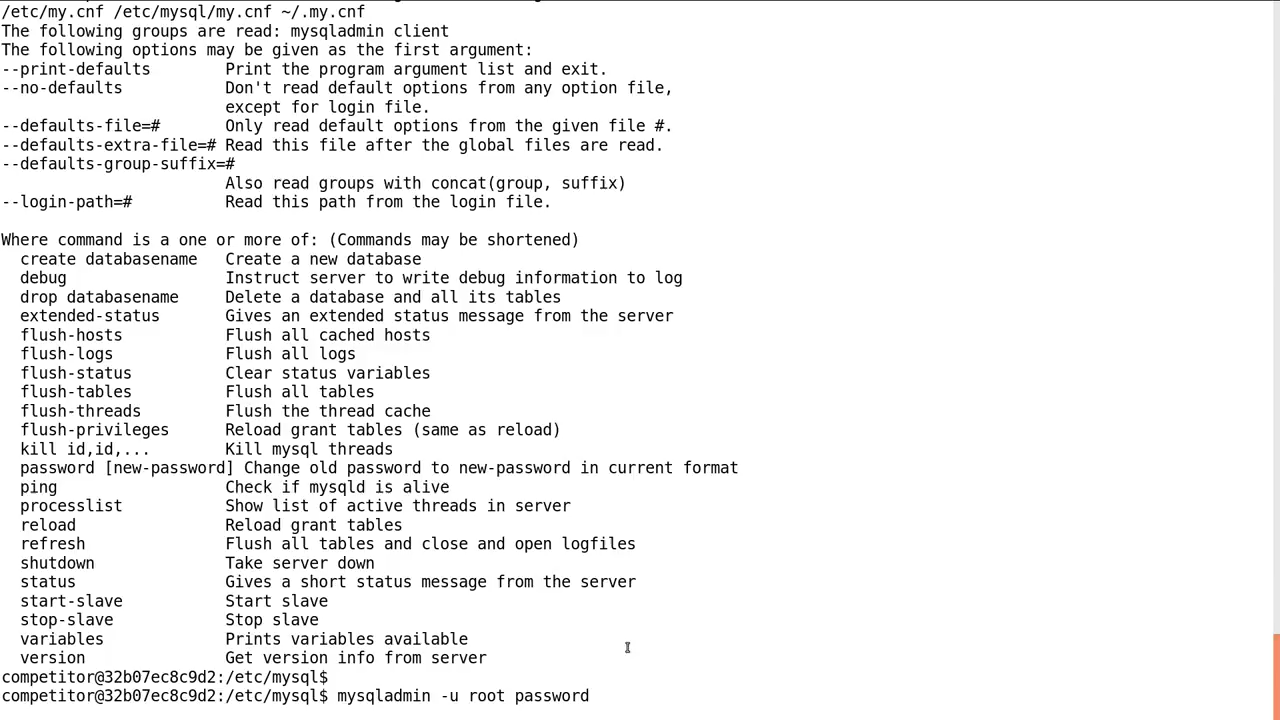 /etc/my.cnf /etc/mysql/my.cnf ~/.my.cnf
The following groups are read: mysqladmin client
The following options may be given as the first argument:
--print-defaults        Print the program argument list and exit.
--no-defaults           Don't read default options from any option file,
                        except for login file.
--defaults-file=#       Only read default options from the given file #.
--defaults-extra-file=# Read this file after the global files are read.
--defaults-group-suffix=#
                        Also read groups with concat(group, suffix)
--login-path=#          Read this path from the login file.

Where command is a one or more of: (Commands may be shortened)
  create databasename   Create a new database
  debug                 Instruct server to write debug information to log
  drop databasename     Delete a database and all its tables
  extended-status       Gives an extended status message from the server
  flush-hosts           Flush all cached hosts
  flush-logs            Flush all logs
  flush-status          Clear status variables
  flush-tables          Flush all tables
  flush-threads         Flush the thread cache
  flush-privileges      Reload grant tables (same as reload)
  kill id,id,...        Kill mysql threads
  password [new-password] Change old password to new-password in current format
  ping                  Check if mysqld is alive
  processlist           Show list of active threads in server
  reload                Reload grant tables
  refresh               Flush all tables and close and open logfiles
  shutdown              Take server down
  status                Gives a short status message from the server
  start-slave           Start slave
  stop-slave            Stop slave
  variables             Prints variables available
  version               Get version info from server
competitor@32b07ec8c9d2:/etc/mysql$
competitor@32b07ec8c9d2:/etc/mysql$ mysqladmin -u root password